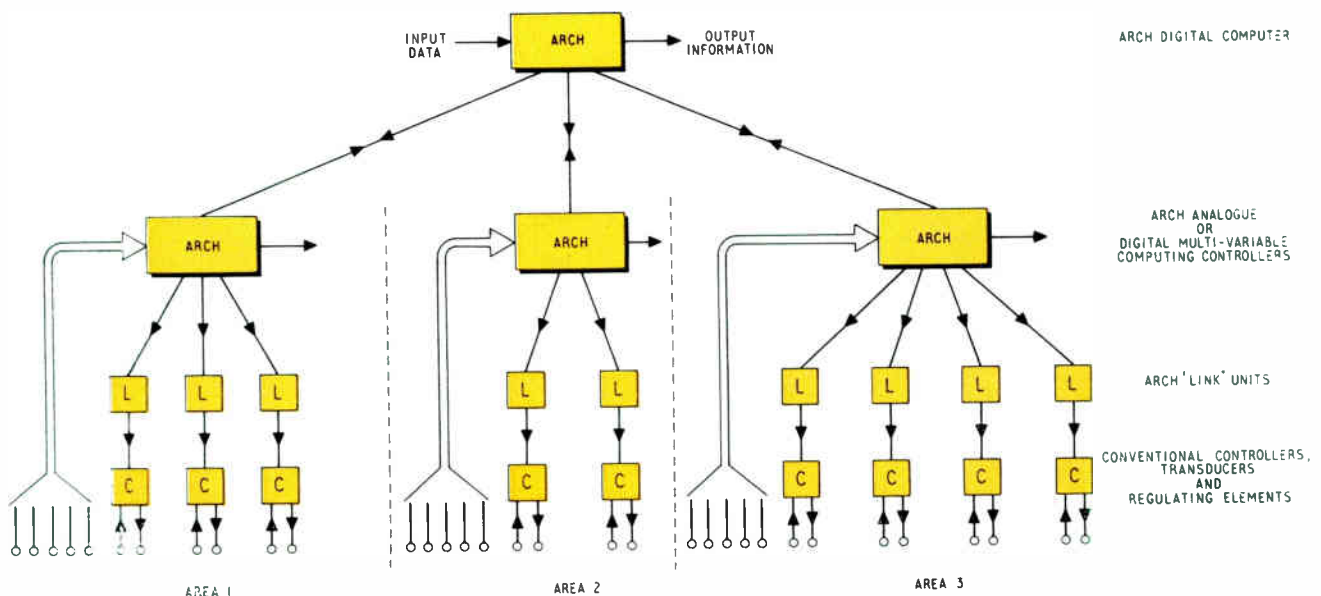 INPUT
DATA
ARCH
OUTPUT
INFORMATION
ARCH DIGITAL COMPUTER
ARCH
ARCH
ARCH
ARCH ANALOGUE
OR
DIGITAL MULTI-VARIABLE
COMPUTING CONTROLLERS
L L L
L L
L L L L
ARCH "LINK" UNITS
C C C
C C
C C C C
CONVENTIONAL CONTROLLERS,
TRANSDUCERS
AND
REGULATING ELEMENTS
AREA 1
AREA 2
AREA 3